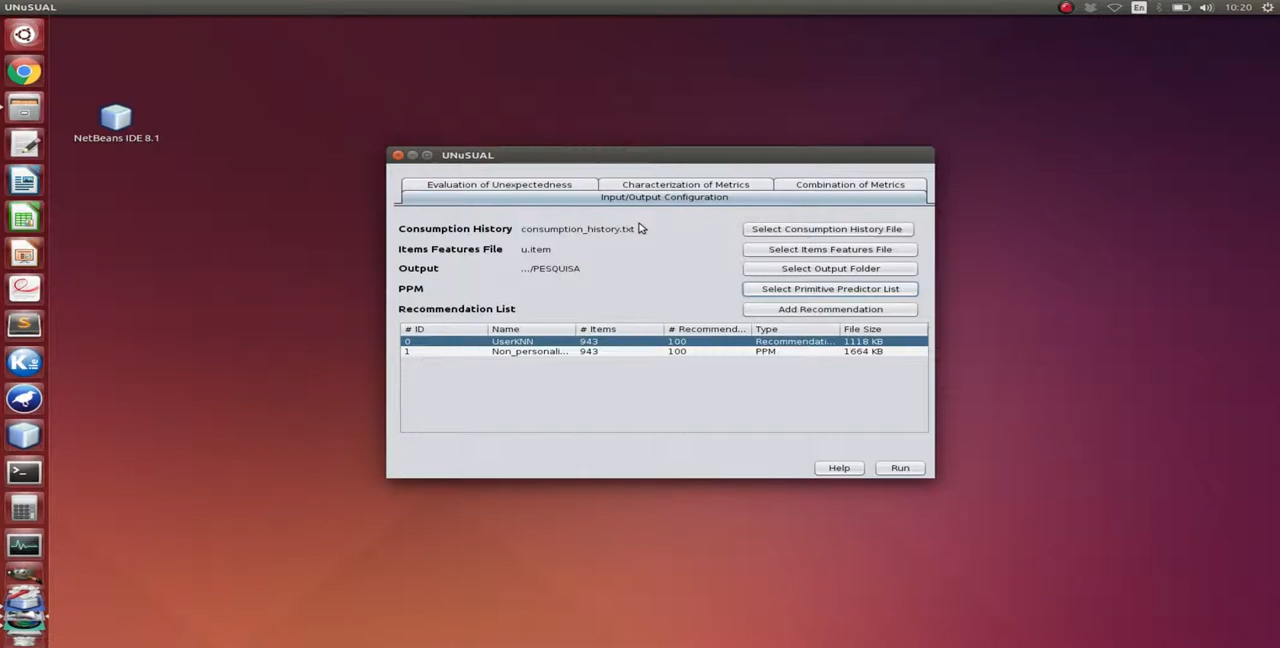 UNuSUAL
En
10:20
NetBeans IDE 8.1
UNuSUAL
Evaluation of Unexpectedness Characterization of Metrics Combination of Metrics
Input/Output Configuration
Consumption History consumption_history.txt Select Consumption History File
Items Features File u.item Select Items Features File
Output .../PESQUISA Select Output Folder
PPM Select Primitive Predictor List
Recommendation List Add Recommendation
# ID Name # Items # Recommend... Type File Size
0 UserKNN 943 100 Recommendati... 1118 KB
1 Non_personali... 943 100 PPM 1664 KB
Help Run